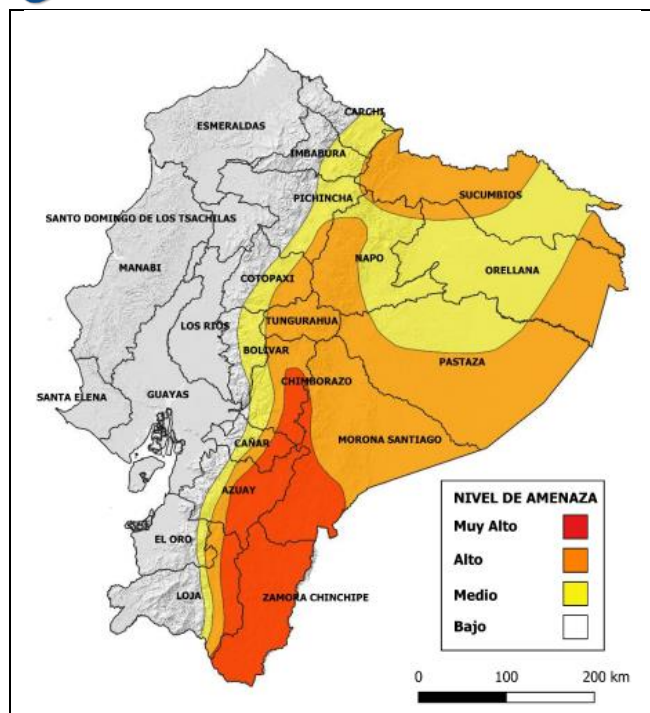 CARCHI
ESMERALDAS
IMBABURA
SUCUMBIOS
PICHINCHA
SANTO DOMINGO DE LOS TSACHILAS
NAPO
MANABI
COTOPAXI
ORELLANA
LOS RIOS
TUNGURAHUA
BOLIVAR
PASTAZA
CHIMBORAZO
SANTA ELENA
GUAYAS
CAÑAR
MORONA SANTIAGO
AZUAY
EL ORO
LOJA
ZAMORA CHINCHIPE
NIVEL DE AMENAZA
Muy Alto
Alto
Medio
Bajo
0 100 200 km